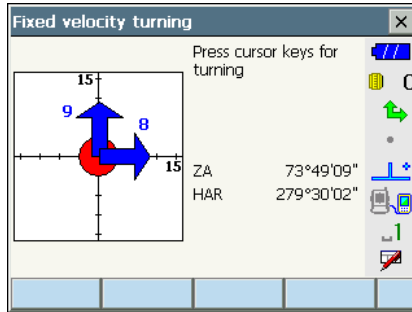 Fixed velocity turning
Press cursor keys for
turning
15
9
8
15
ZA 73°49'09"
HAR 279°30'02"
0
1